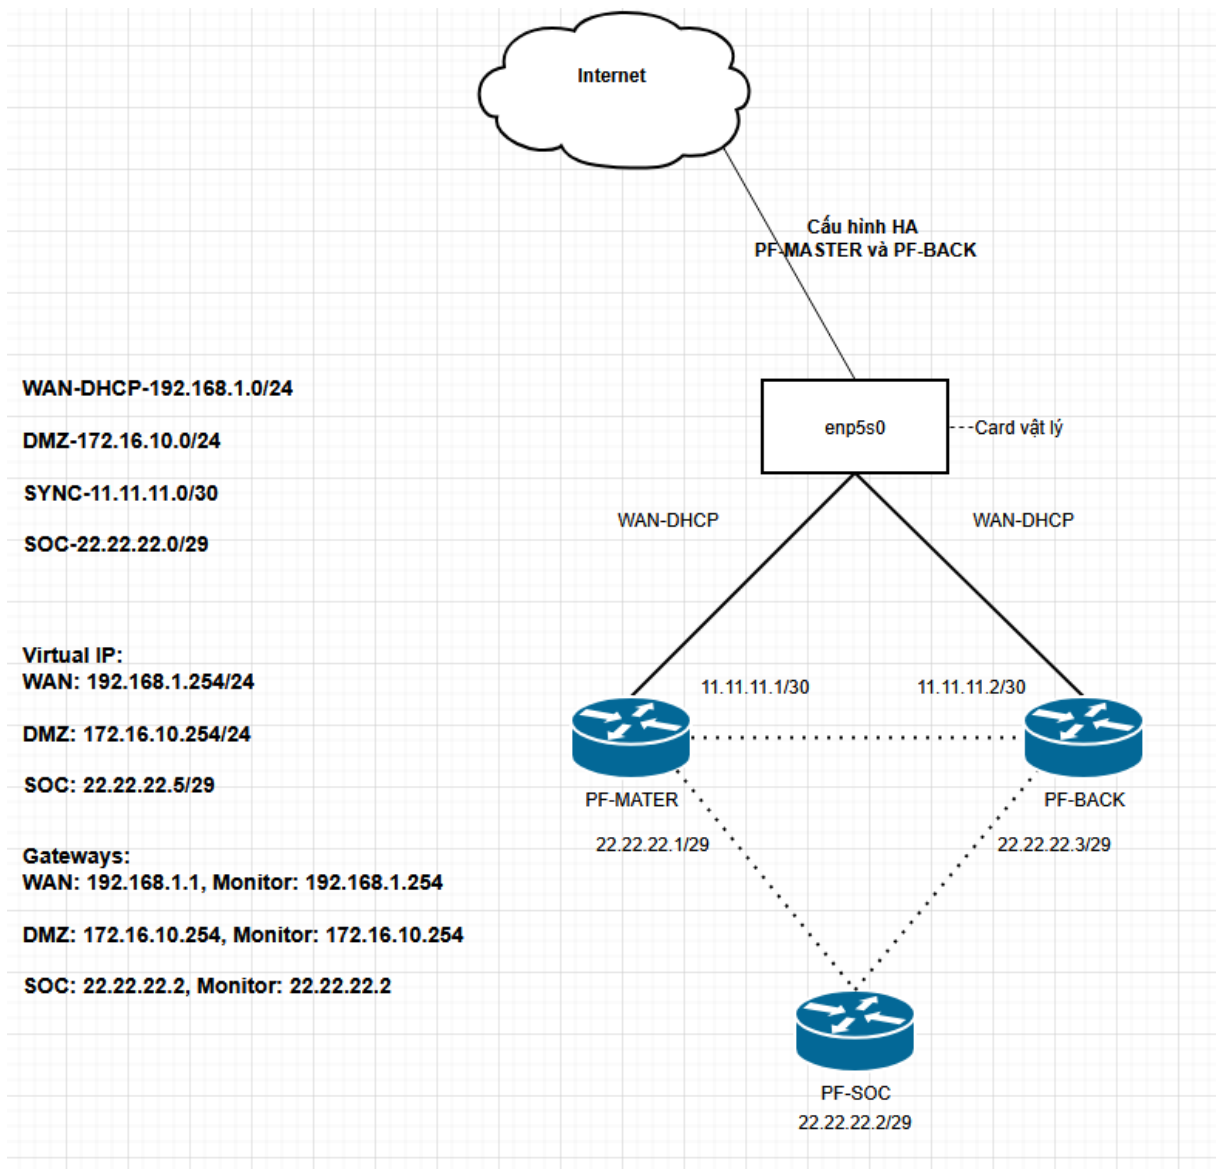 Internet
Cấu hình HA
PF-MASTER và PF-BACK
WAN-DHCP-192.168.1.0/24
DMZ-172.16.10.0/24
SYNC-11.11.11.0/30
SOC-22.22.22.0/29
enp5s0
Card vật lý
WAN-DHCP
WAN-DHCP
Virtual IP:
WAN: 192.168.1.254/24
DMZ: 172.16.10.254/24
SOC: 22.22.22.5/29
11.11.11.1/30
11.11.11.2/30
PF-MATER
22.22.22.1/29
PF-BACK
22.22.22.3/29
Gateways:
WAN: 192.168.1.1, Monitor: 192.168.1.254
DMZ: 172.16.10.254, Monitor: 172.16.10.254
SOC: 22.22.22.2, Monitor: 22.22.22.2
PF-SOC
22.22.22.2/29